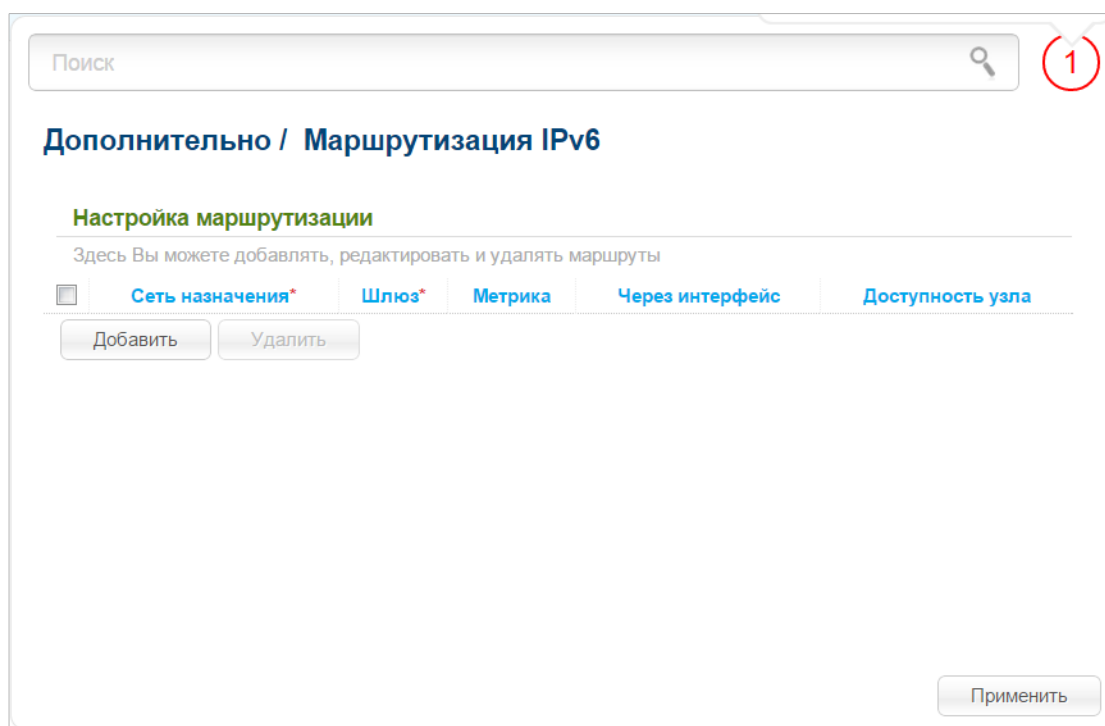 Поиск
1
Дополнительно / Маршрутизация IPv6
Настройка маршрутизации
Здесь Вы можете добавлять, редактировать и удалять маршруты
Сеть назначения* Шлюз* Метрика Через интерфейс Доступность узла
Добавить Удалить
Применить